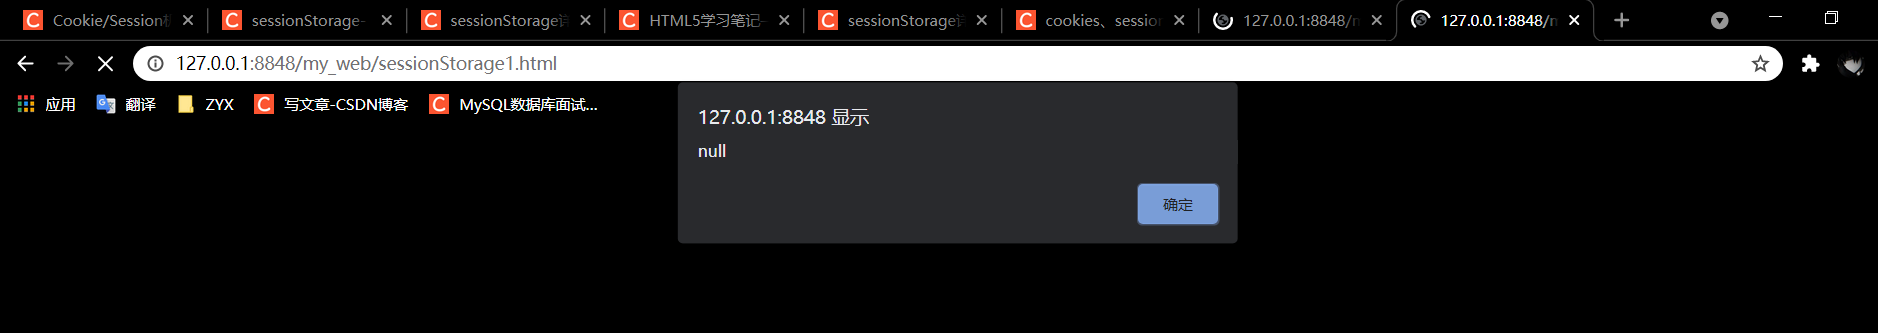 Cookie/Session
sessionStorage-
sessionStorage
HTML5学习笔记-
sessionStorage
cookies、session
127.0.0.1:8848/
127.0.0.1:8848/
127.0.0.1:8848/my_web/sessionStorage1.html
应用 翻译 ZYX 写文章-CSDN博客 MySQL数据库面试...
127.0.0.1:8848 显示
null
确定